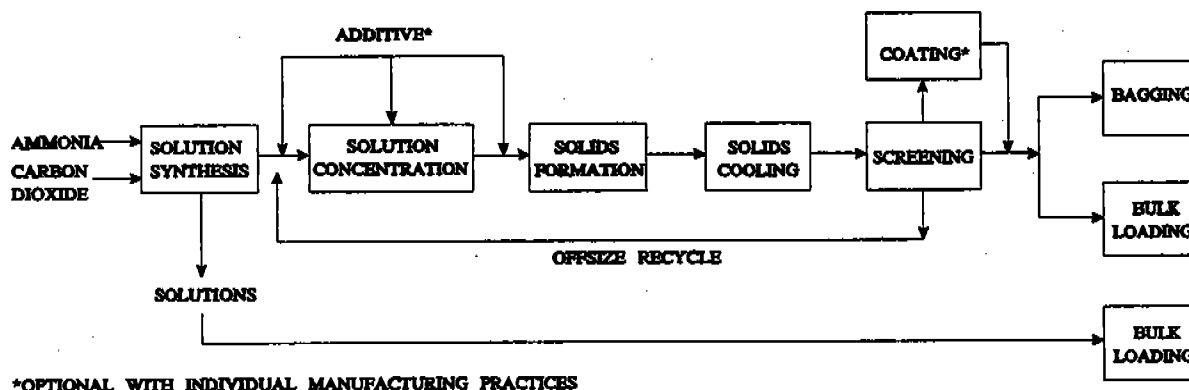 ADDITIVE*
COATING*
BAGGING
AMMONIA
CARBON
DIOXIDE
SOLUTION
SYNTHESIS
SOLUTION
CONCENTRATION
SOLIDS
FORMATION
SOLIDS
COOLING
SCREENING
BULK
LOADING
OFFSIZE RECYCLE
SOLUTIONS
BULK
LOADING
*OPTIONAL WITH INDIVIDUAL MANUFACTURING PRACTICES